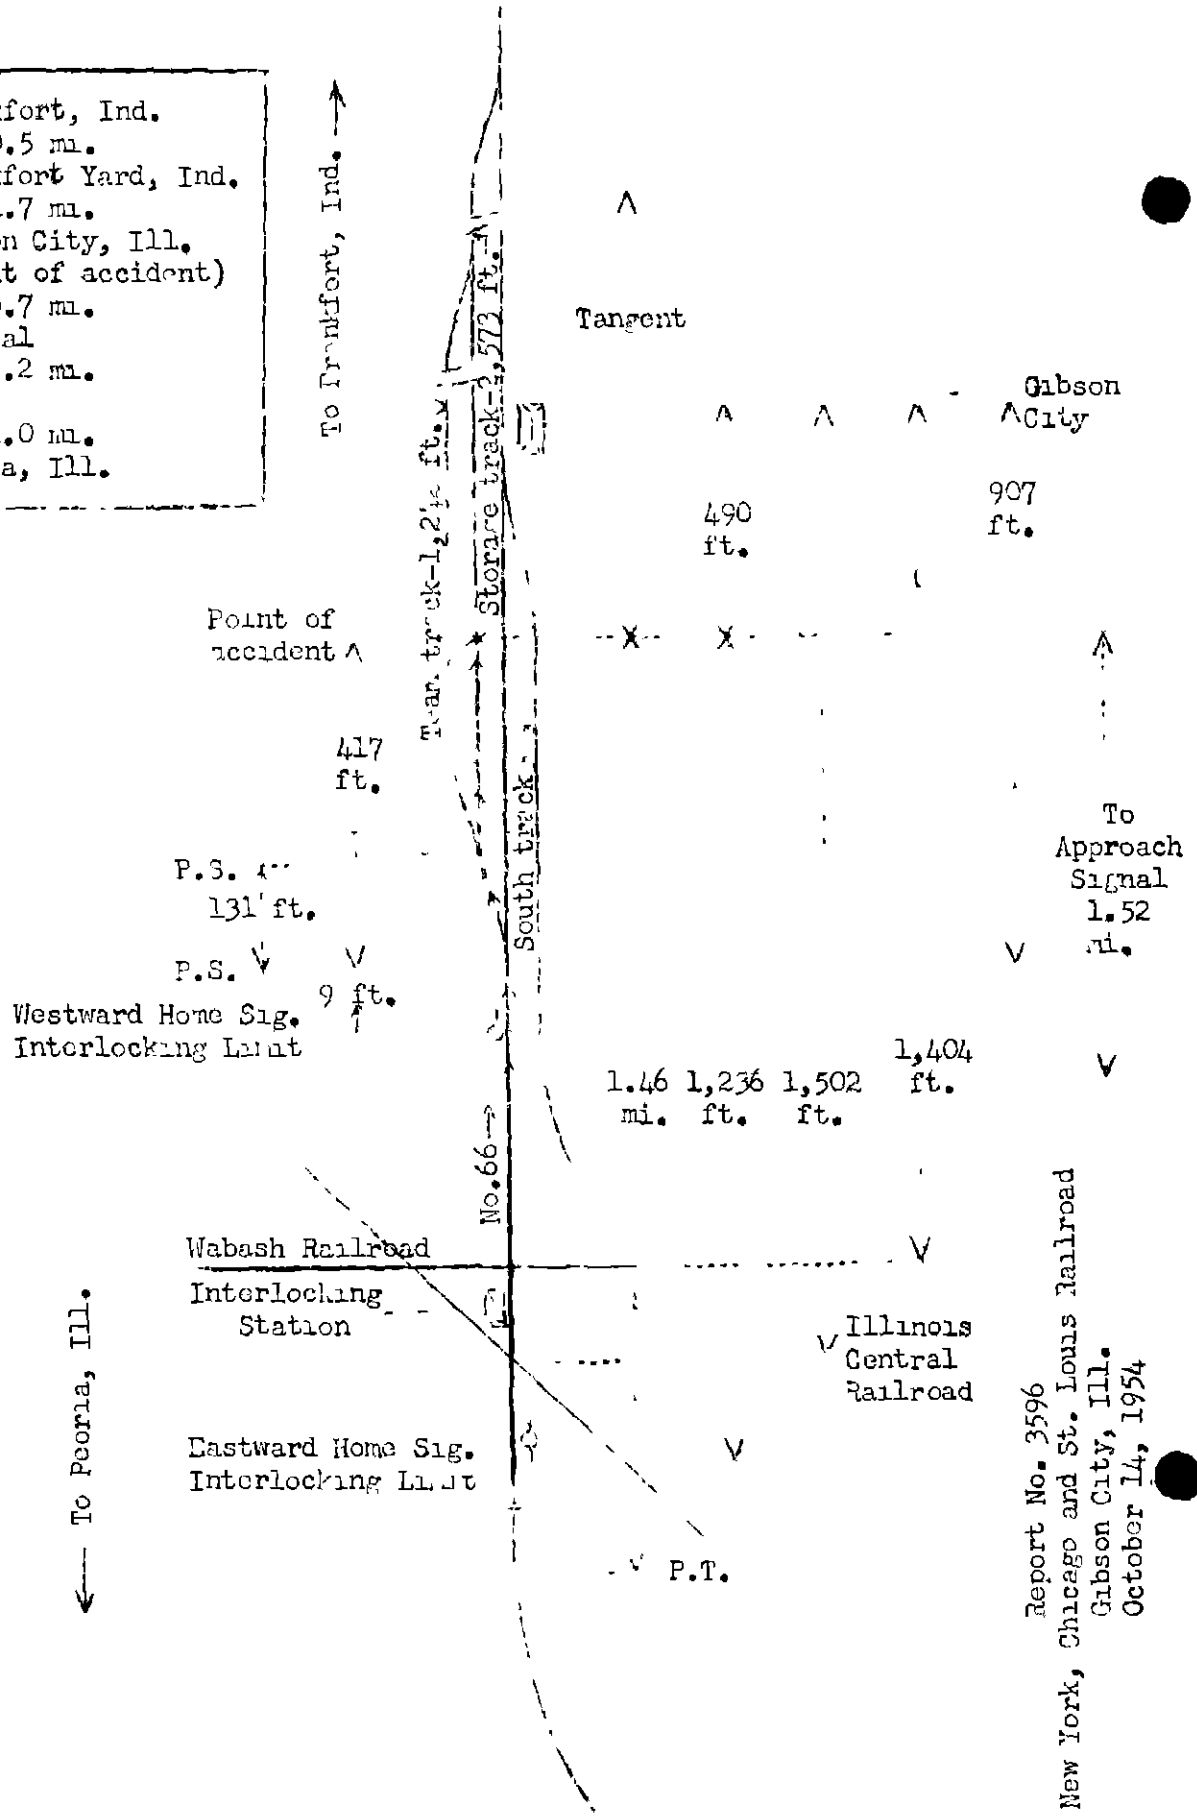 fort, Ind.
.5 mi.
fort Yard, Ind.
.7 mi.
n City, Ill.
t of accident)
.7 mi.
al
.2 mi.
.0 mi.
a, Ill.
To Frankfort, Ind.
Tangent
Gibson
City
490
ft.
907
ft.
Storage track-2,573 ft.
ft.
Point of
accident
417
ft.
South track
P.S.
131 ft.
P.S.
9 ft.
Westward Home Sig.
Interlocking Limit
To
Approach
Signal
1.52
mi.
1.46 mi.
1,236 ft.
1,502 ft.
1,404 ft.
No.66
Wabash Railroad
Interlocking
Station
Illinois
Central
Railroad
Eastward Home Sig.
Interlocking Limit
P.T.
To Peoria, Ill.
Report No. 3596
New York, Chicago and St. Louis Railroad
Gibson City, Ill.
October 14, 1954